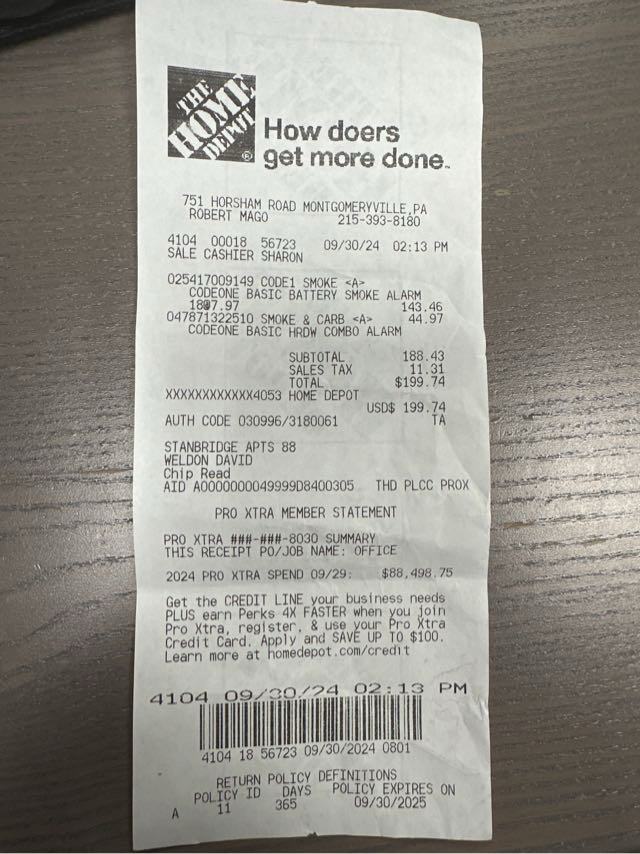 THE
HOME
DEPOT
®
How doers
get more done™
751 HORSHAM ROAD MONTGOMERYVILLE,PA
ROBERT MAGO 215-393-8180
4104 00018 56723 09/30/24 02:13 PM
SALE CASHIER SHARON
025417009149 CODE1 SMOKE <A>
CODEONE BASIC BATTERY SMOKE ALARM
143.46
047871322510 SMOKE & CARB <A> 44.97
CODEONE BASIC HRDW COMBO ALARM
SUBTOTAL 188.43
SALES TAX 11.31
TOTAL $199.74
XXXXXXXXXXXX4053 HOME DEPOT
USD$ 199.74
AUTH CODE 030996/3180061 TA
STANBRIDGE APTS 88
WELDON DAVID
Chip Read
AID A0000000049999D8400305 THD PLCC PROX
PRO XTRA MEMBER STATEMENT
PRO XTRA ###-###-8030 SUMMARY
THIS RECEIPT PO/JOB NAME: OFFICE
2024 PRO XTRA SPEND 09/29: $88,498.75
Get the CREDIT LINE your business needs
PLUS earn Perks 4X FASTER when you join
Pro Xtra, register, & use your Pro Xtra
Credit Card. Apply and SAVE UP TO $100.
Learn more at homedepot.com/credit
4104 09/30/24 02:13 PM
4104 18 56723 09/30/2024 0801
RETURN POLICY DEFINITIONS
POLICY ID DAYS POLICY EXPIRES ON
A 11 365 09/30/2025